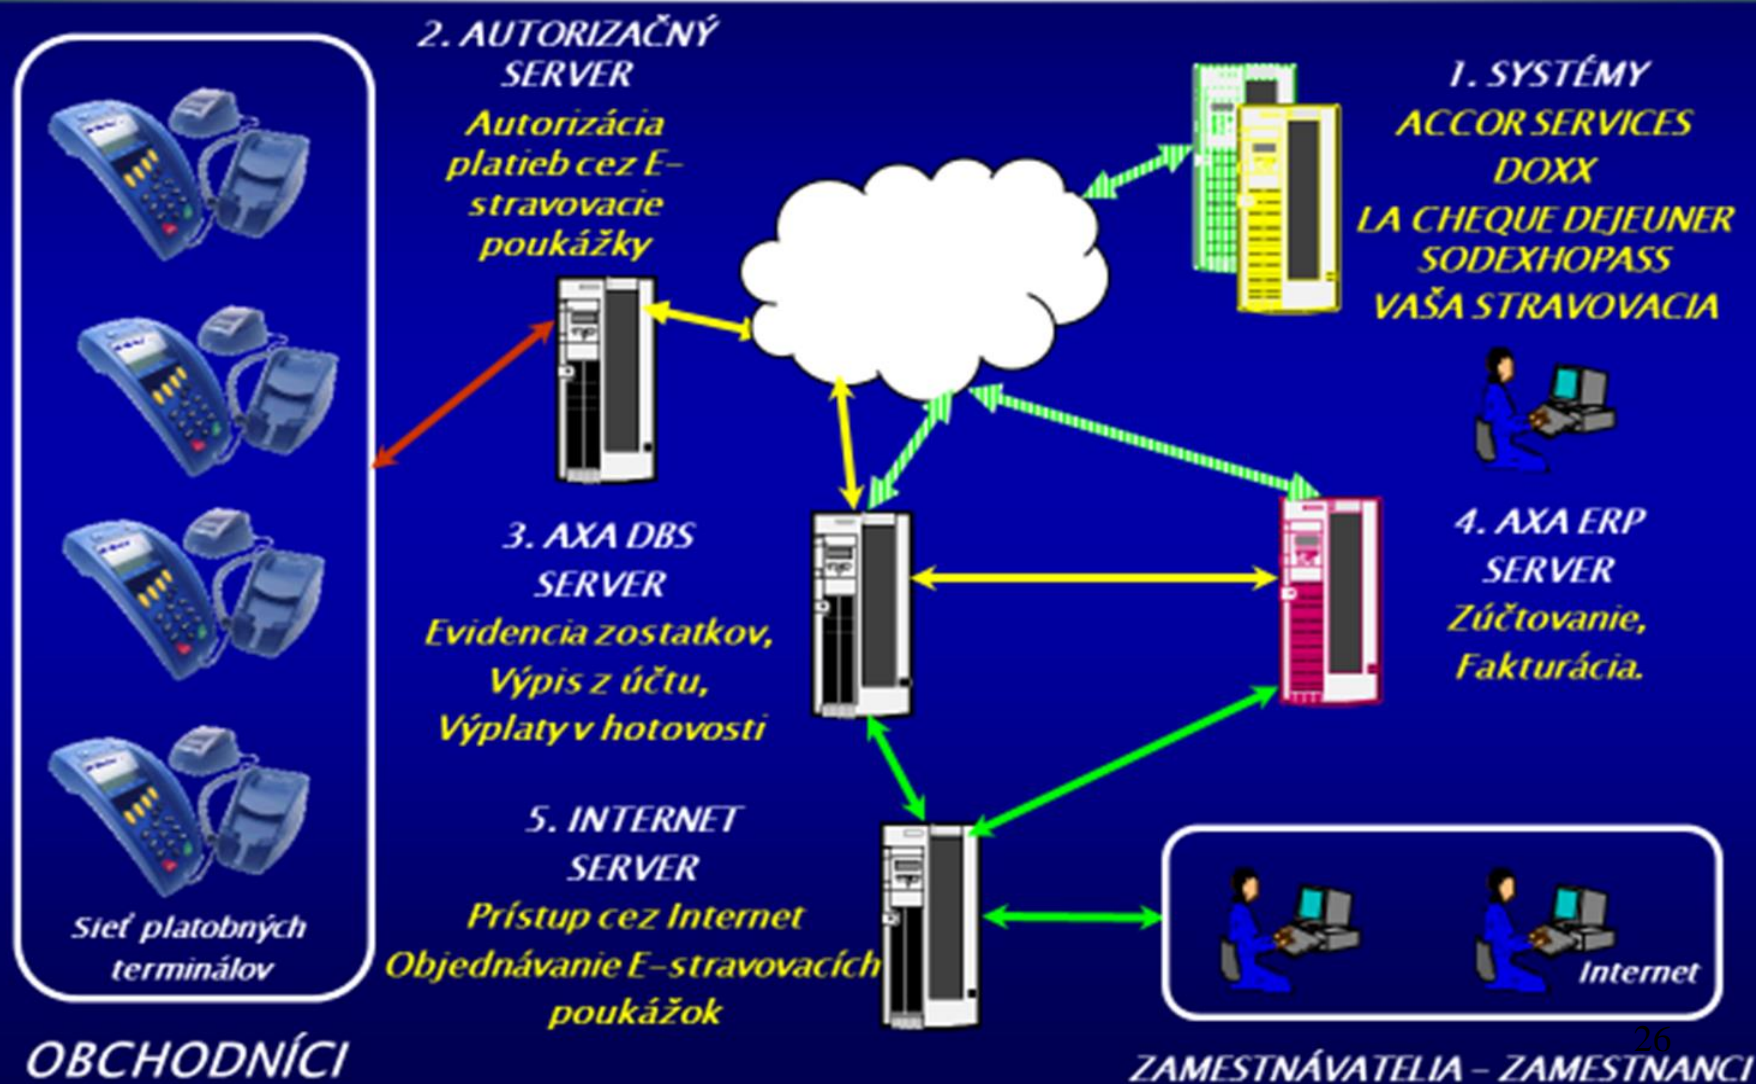 2. AUTORIZAČNÝ
SERVER
Autorizácia
platieb cez E-
stravovacie
poukážky
1. SYSTÉMY
ACCOR SERVICES
DOXX
LA CHEQUE DEJEUNER
SODEXHOPASS
VAŠA STRAVOVACIA
3. AXA DBS
SERVER
Evidencia zostatkov,
Výpis z účtu,
Výplaty v hotovosti
4. AXA ERP
SERVER
Zúčtovanie,
Fakturácia.
5. INTERNET
SERVER
Prístup cez Internet
Objednávanie E-stravovacích
poukážok
Sieť platobných
terminálov
Internet
OBCHODNÍCI
26
ZAMESTNÁVATELIA - ZAMESTNANCI